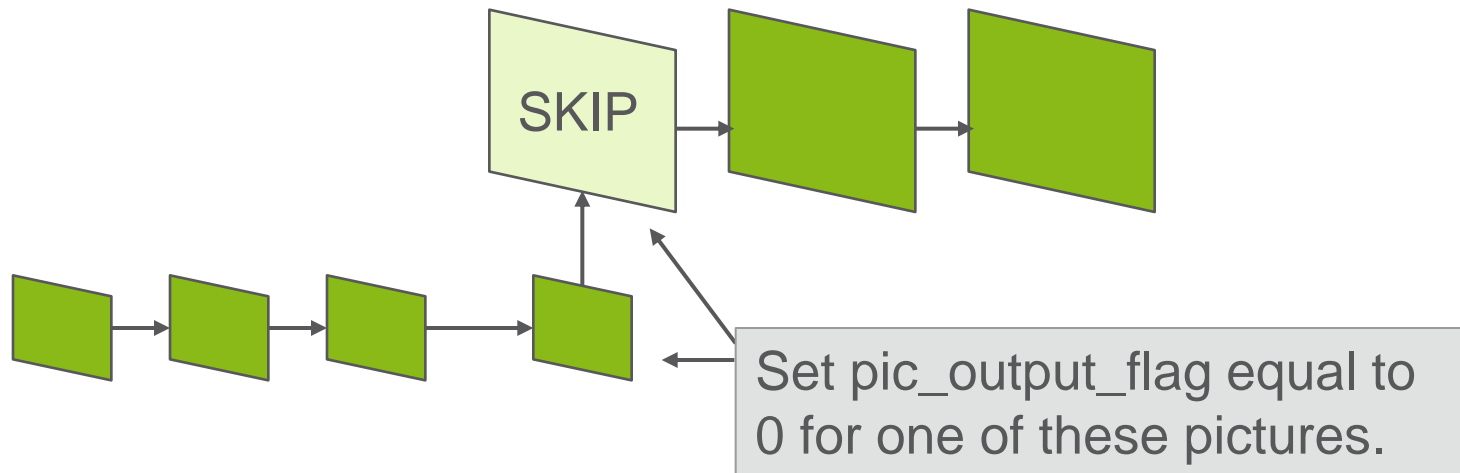 SKIP
Set pic_output_flag equal to
0 for one of these pictures.